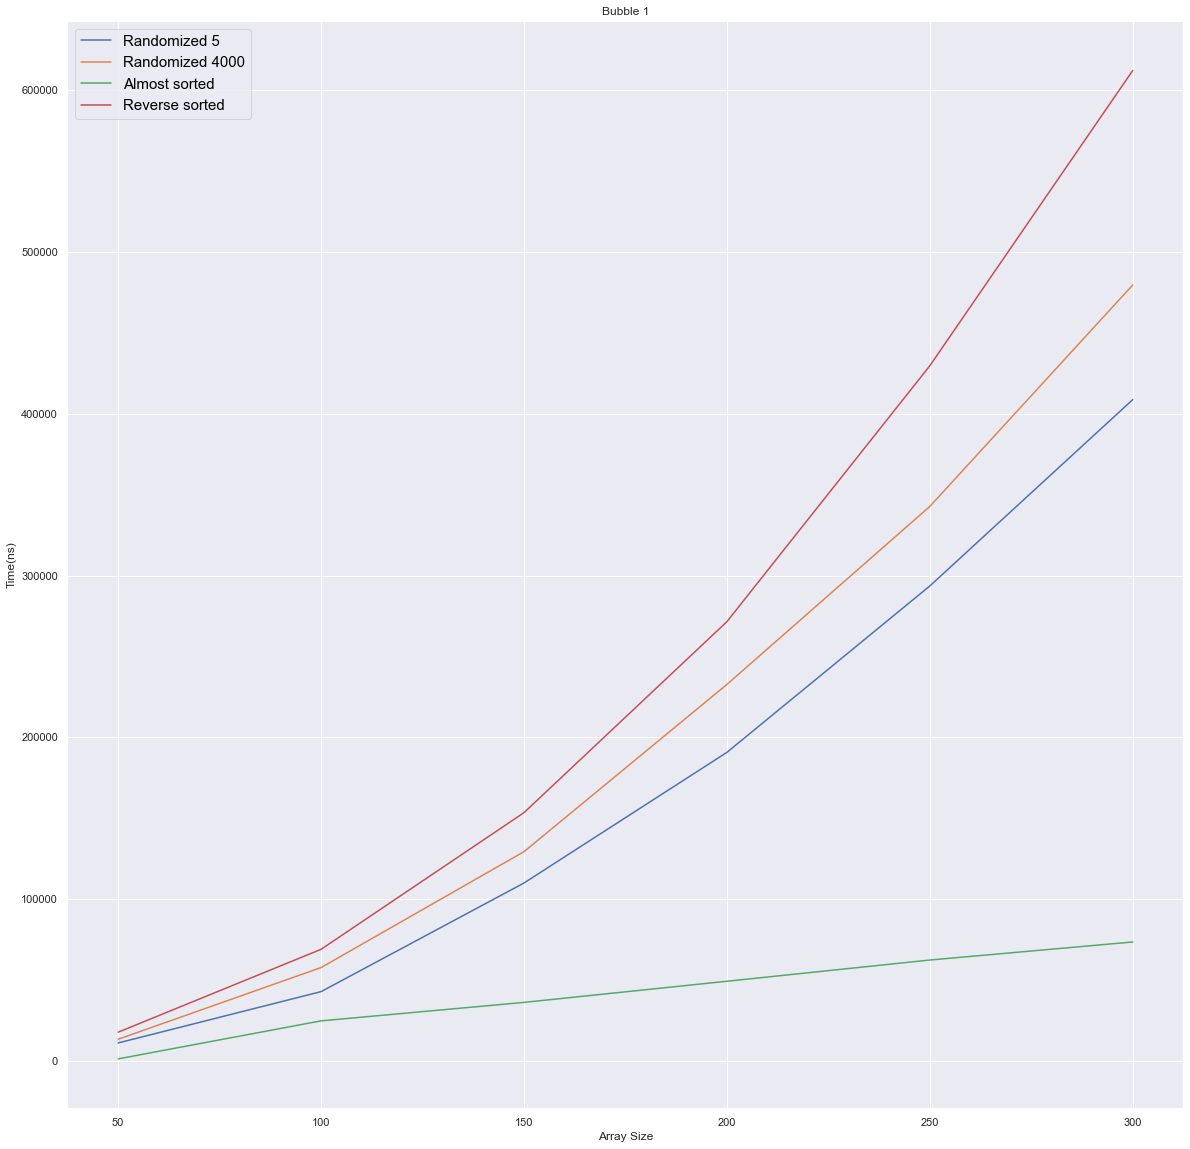 Bubble 1
Randomized 5
Randomized 4000
Almost sorted
Reverse sorted
600000
500000
400000
300000
200000
100000
0
Time(ns)
50 100 150 200 250 300
Array Size